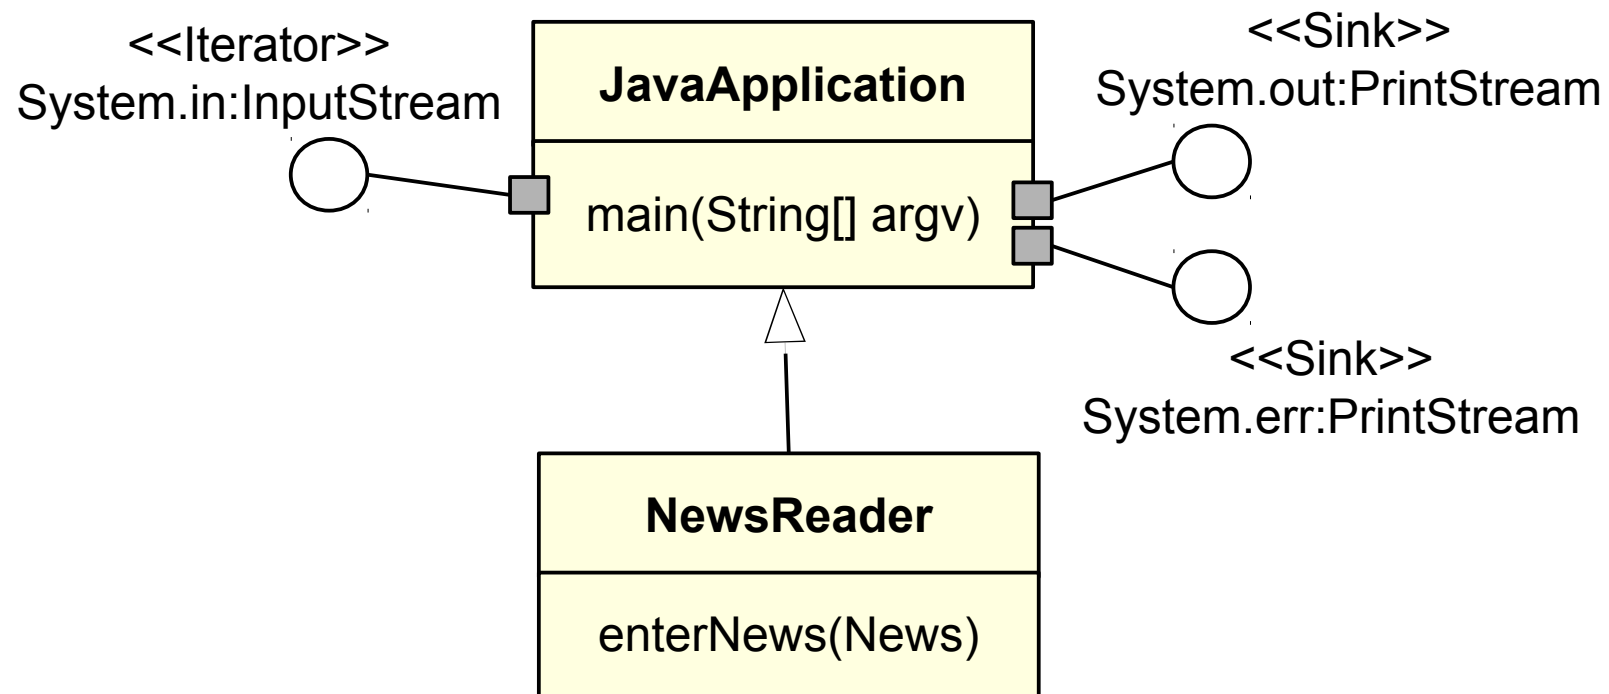 <<Iterator>>
System.in:InputStream
JavaApplication
main(String[] argv)
<<Sink>>
System.out:PrintStream
<<Sink>>
System.err:PrintStream
NewsReader
enterNews(News)